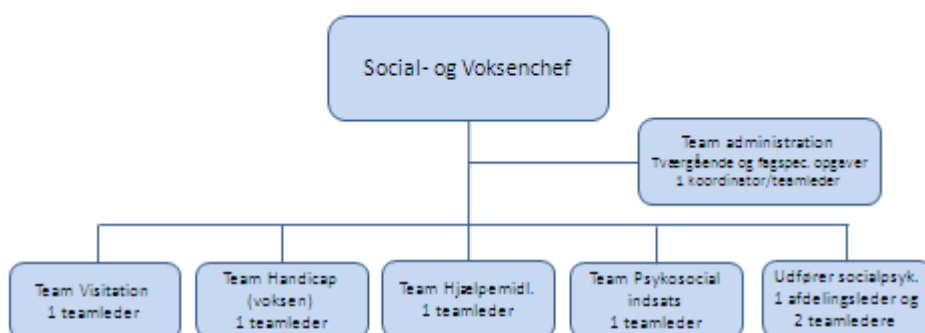 Social- og Voksenchef
Team administration
Tværgående og fagspec. opgaver
1 koordinator/teamleder
Team Visitation
1 teamleder
Team Handicap
(voksen)
1 teamleder
Team Hjælpemidl.
1 teamleder
Team Psykosocial
indsats
1 teamleder
Udfører socialpsyk.
1 afdelingsleder og
2 teamledere